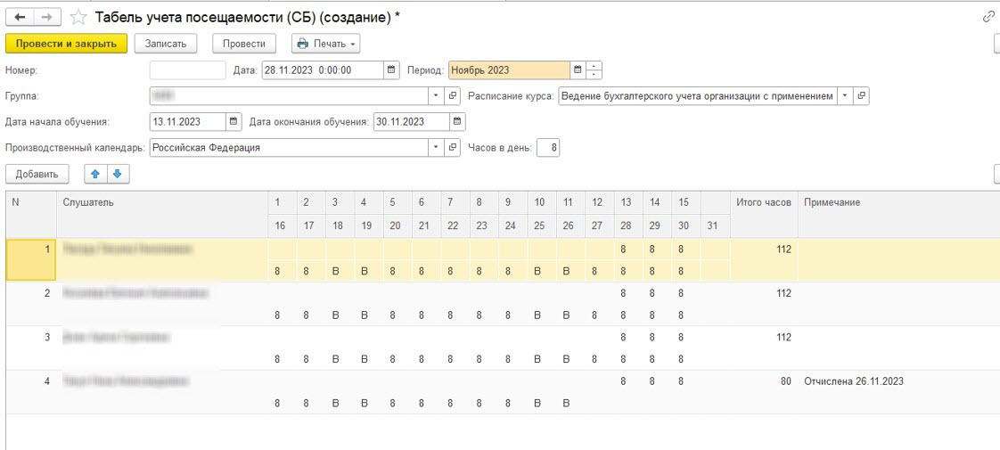 Табель учета посещаемости (СБ) (создание) *
Провести и закрыть Записать Провести Печать
Номер: Дата: 28.11.2023 0:00:00 Период: Ноябрь 2023
Группа: Расписание курса: Ведение бухгалтерского учета организации с применением
Дата начала обучения: 13.11.2023 Дата окончания обучения: 30.11.2023
Производственный календарь: Российская Федерация Часов в день: 8
Добавить
N Слушатель 1 2 3 4 5 6 7 8 9 10 11 12 13 14 15 Итого часов Примечание
16 17 18 19 20 21 22 23 24 25 26 27 28 29 30 31
1 8 8 8 112
8 8 В В 8 8 8 8 8 В В 8 8 8 8
2 8 8 8 112
8 8 В В 8 8 8 8 8 В В 8 8 8 8
3 8 8 8 112
8 8 В В 8 8 8 8 8 В В 8 8 8 8
4 8 8 8 80 Отчислена 26.11.2023
8 8 В В 8 8 8 8 8 В В